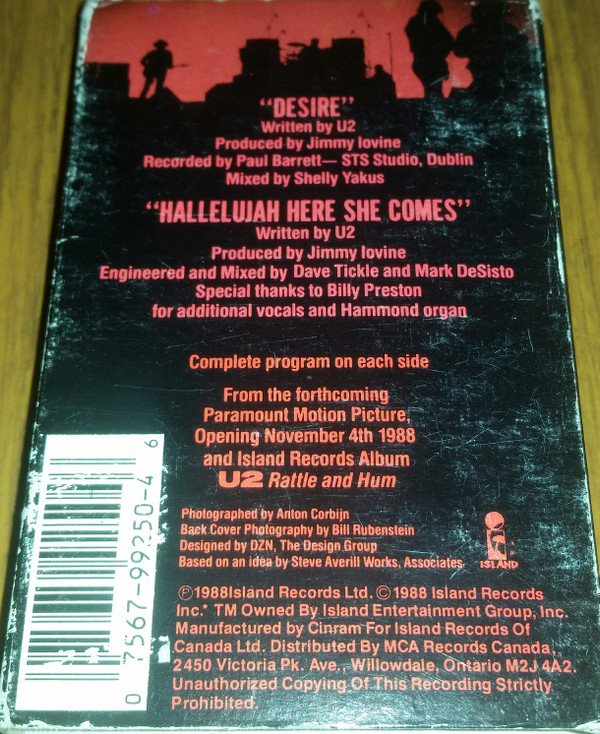 “DESIRE”
Written by U2
Produced by Jimmy Iovine
Recorded by Paul Barrett— STS Studio, Dublin
Mixed by Shelly Yakus
“HALLELUJAH HERE SHE COMES”
Written by U2
Produced by Jimmy Iovine
Engineered and Mixed by Dave Tickle and Mark DeSisto
Special thanks to Billy Preston
for additional vocals and Hammond organ
Complete program on each side
From the forthcoming
Paramount Motion Picture,
Opening November 4th 1988
and Island Records Album
U2 Rattle and Hum
Photographed by Anton Corbijn
Back Cover Photography by Bill Rubenstein
Designed by DZN, The Design Group
Based on an idea by Steve Averill Works, Associates
ISLAND
℗1988Island Records Ltd. ©1988 Island Records
Inc.* TM Owned By Island Entertainment Group, Inc.
Manufactured by Cinram For Island Records Of
Canada Ltd. Distributed By MCA Records Canada,
2450 Victoria Pk. Ave., Willowdale, Ontario M2J 4A2.
Unauthorized Copying Of This Recording Strictly
Prohibited.
0 7567-99250-4 6